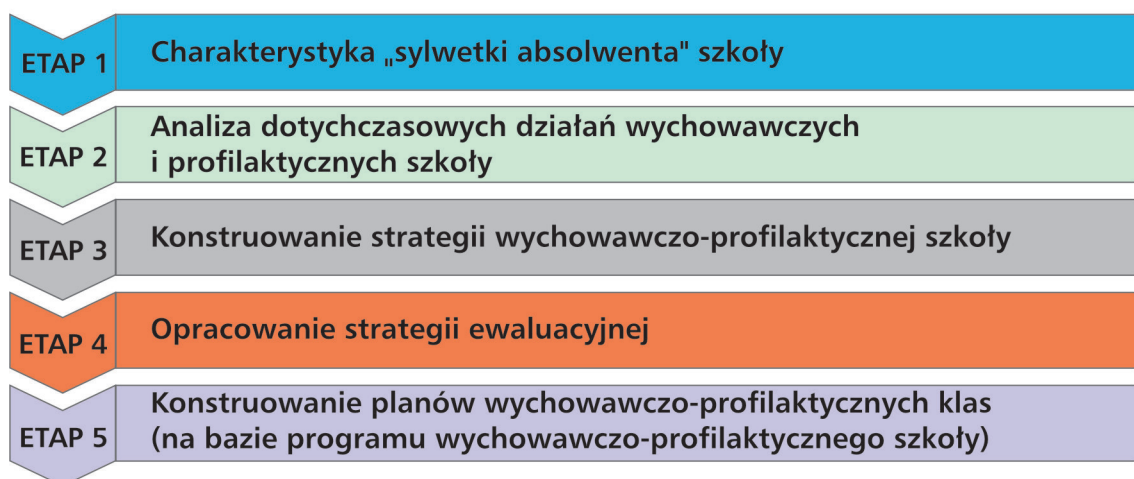 ETAP 1
Charakterystyka „sylwetki absolwenta" szkoły
ETAP 2
Analiza dotychczasowych działań wychowawczych
i profilaktycznych szkoły
ETAP 3
Konstruowanie strategii wychowawczo-profilaktycznej szkoły
ETAP 4
Opracowanie strategii ewaluacyjnej
ETAP 5
Konstruowanie planów wychowawczo-profilaktycznych klas
(na bazie programu wychowawczo-profilaktycznego szkoły)